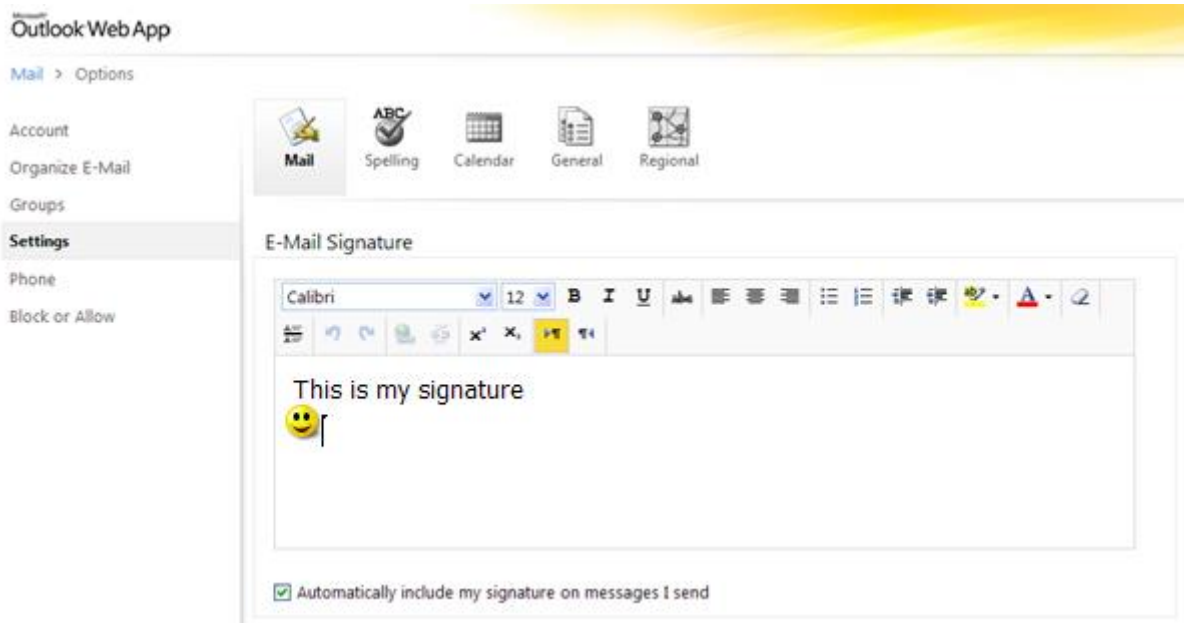 Microsoft
Outlook Web App
Mail > Options
Account
Organize E-Mail
Groups
Settings
Phone
Block or Allow
ABC
Mail Spelling Calendar General Regional
E-Mail Signature
Calibri 12 B I U abc ab A
x² x₂
This is my signature
Automatically include my signature on messages I send